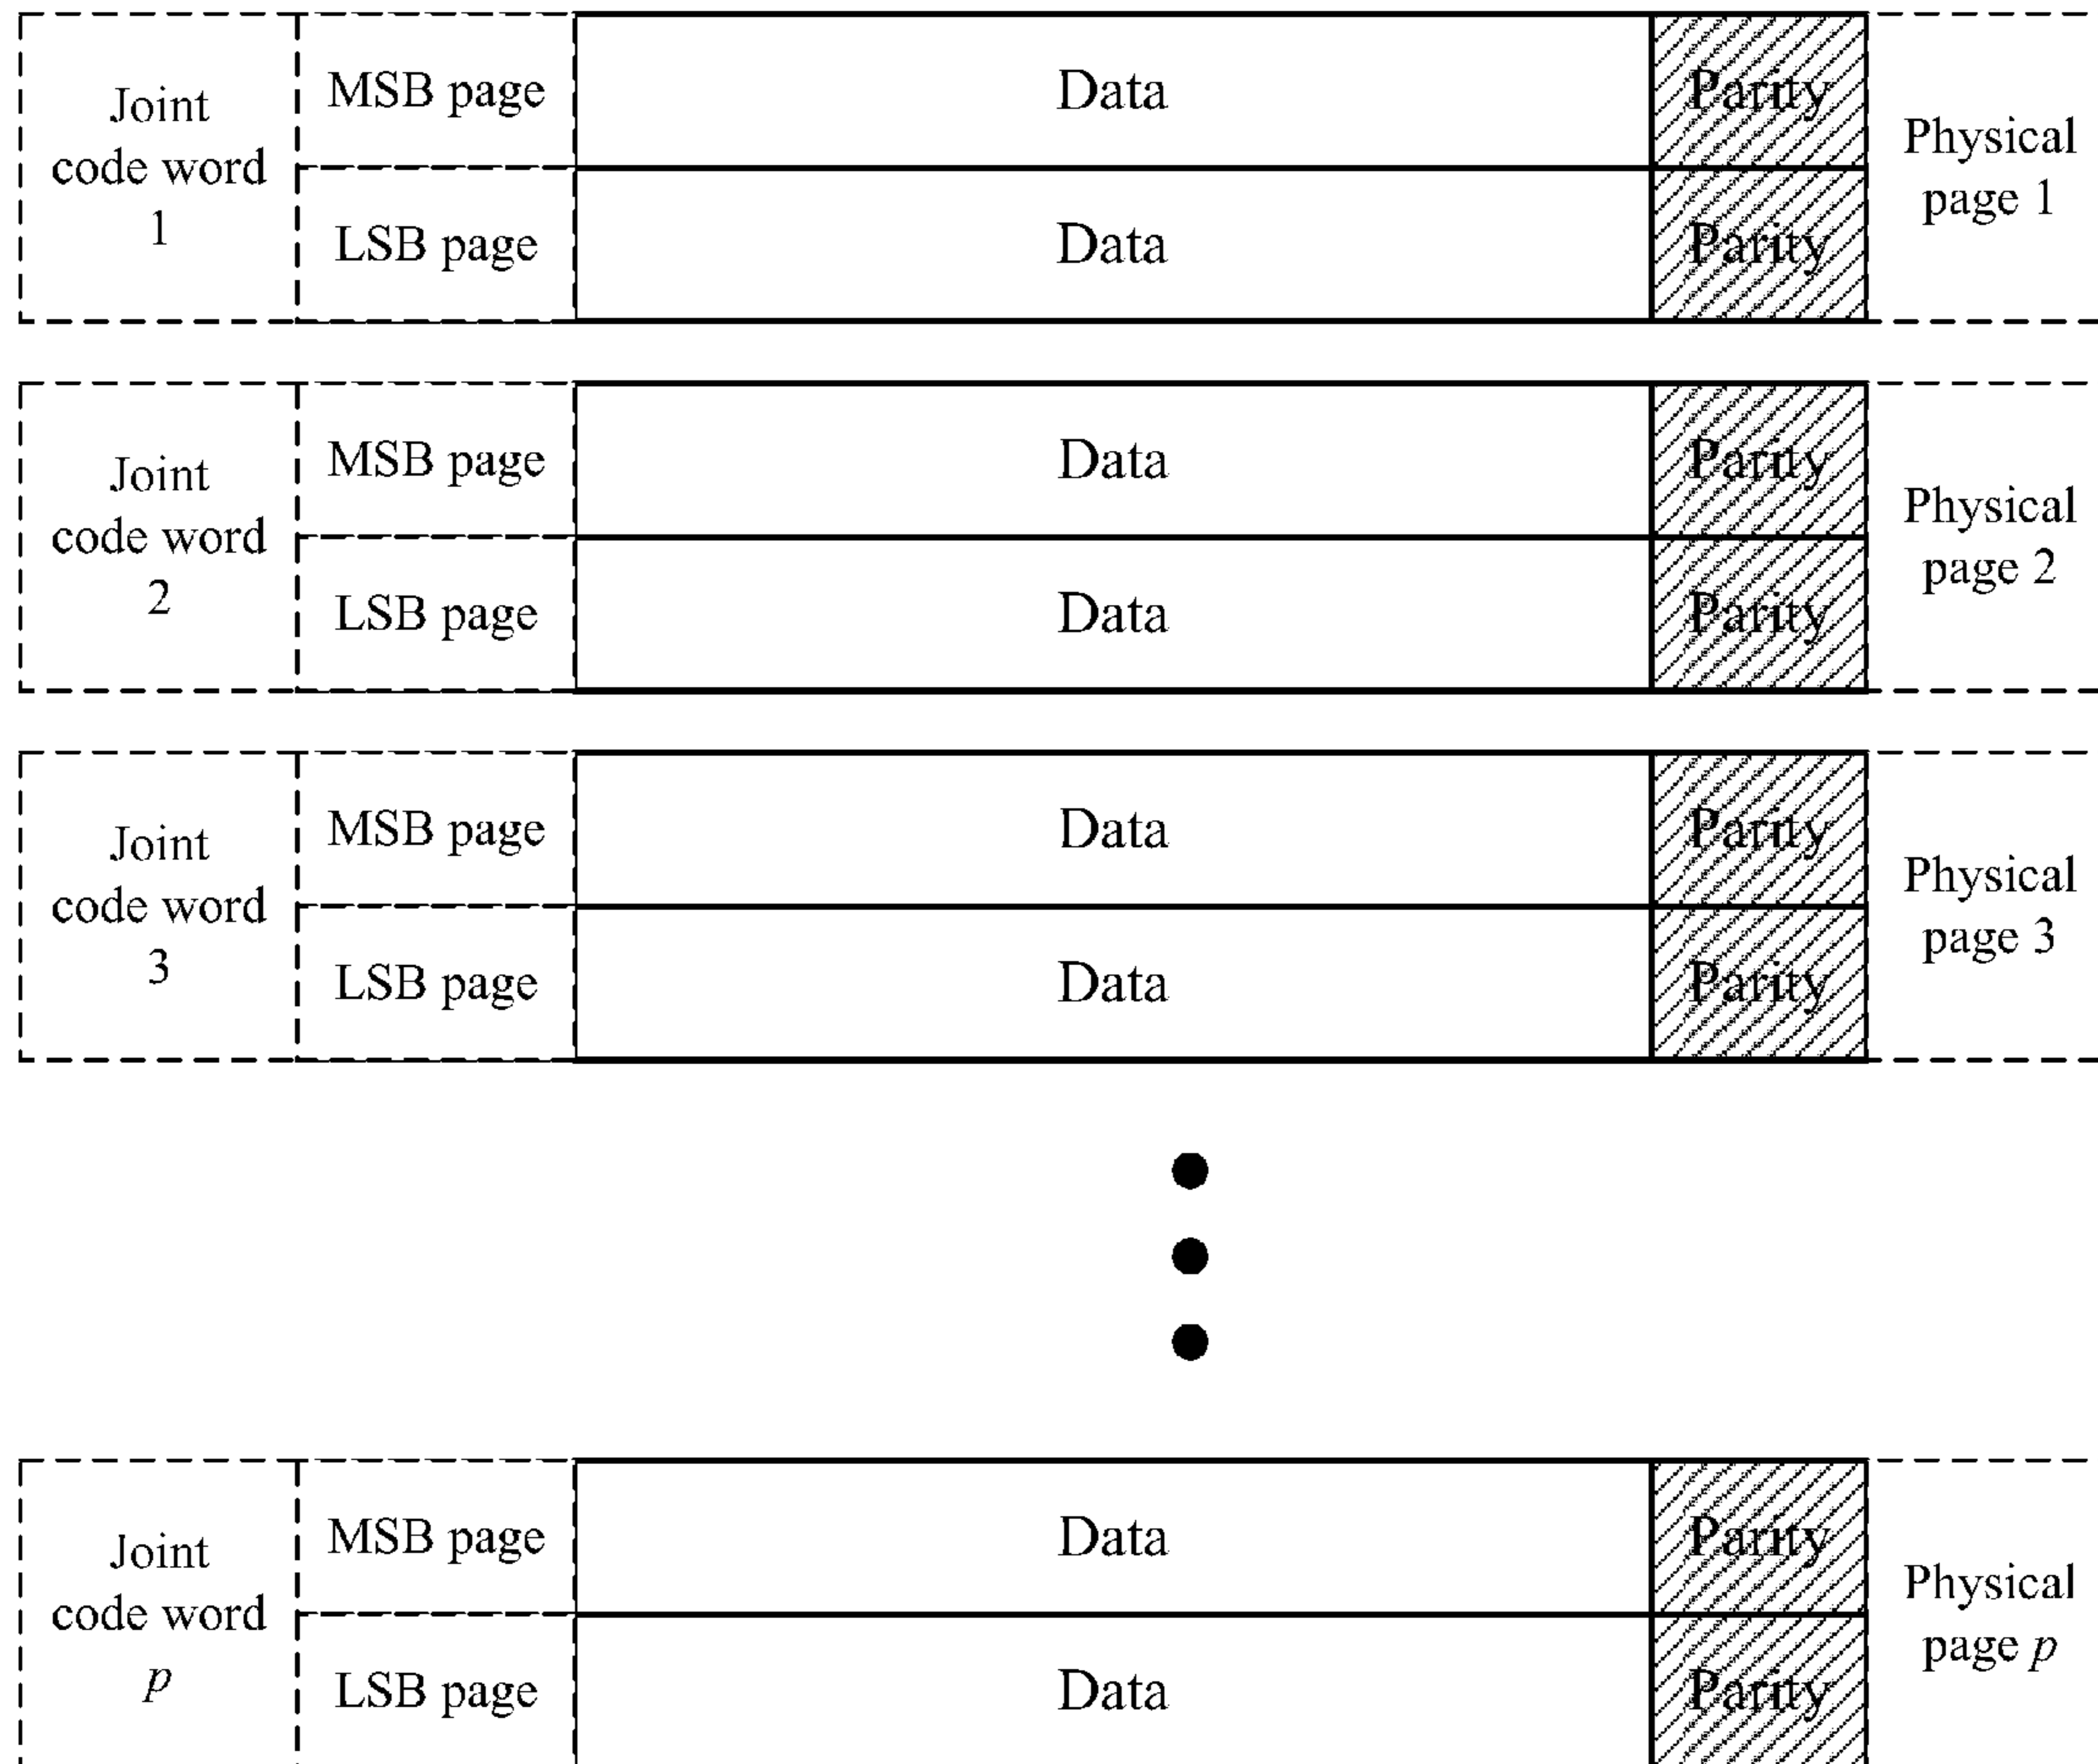 Joint
code word
1
MSB page
Data
Parity
LSB page
Data
Parity
Physical
page 1
Joint
code word
2
MSB page
Data
Parity
LSB page
Data
Parity
Physical
page 2
Joint
code word
3
MSB page
Data
Parity
LSB page
Data
Parity
Physical
page 3
Joint
code word
p
MSB page
Data
Parity
LSB page
Data
Parity
Physical
page p